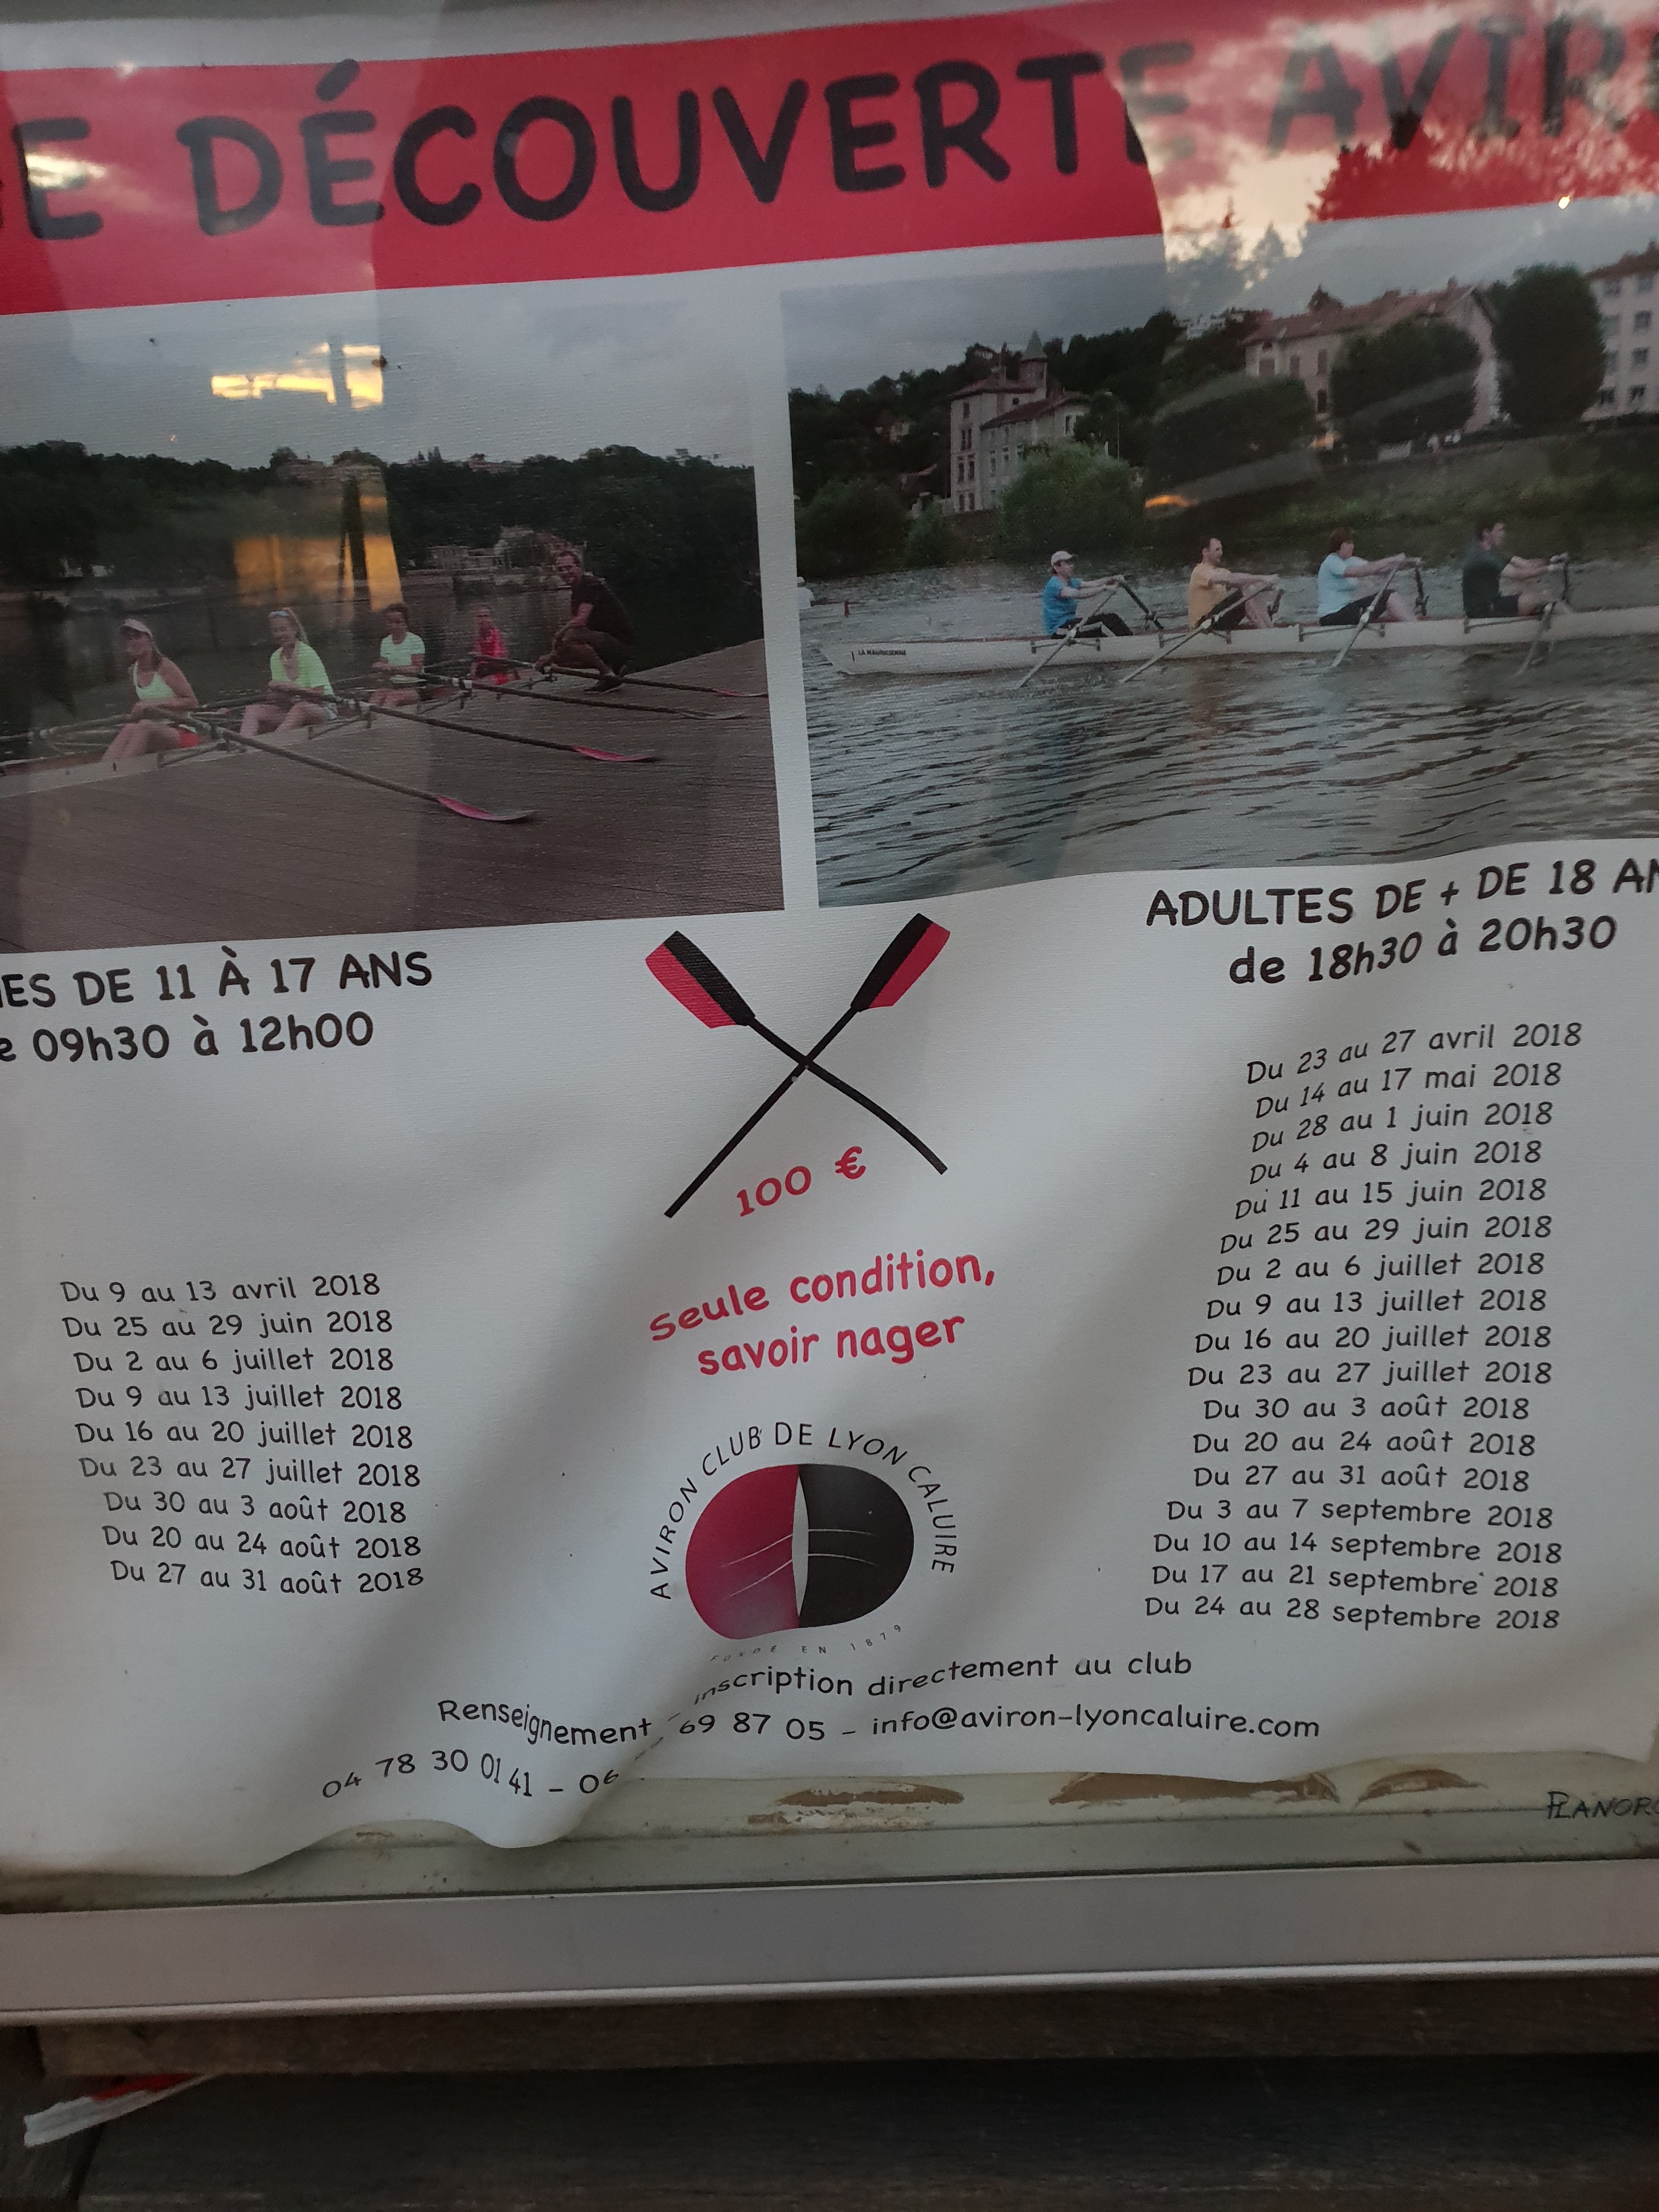 DÉCOUVERTE
LA MAURICIENNE
DE 11 À 17 ANS
09h30 à 12h00
ADULTES DE + DE 18
de 18h30 à 20h30
Du 9 au 13 avril 2018
Du 25 au 29 juin 2018
Du 2 au 6 juillet 2018
Du 9 au 13 juillet 2018
Du 16 au 20 juillet 2018
Du 23 au 27 juillet 2018
Du 30 au 3 août 2018
Du 20 au 24 août 2018
Du 27 au 31 août 2018
100 €
Seule condition,
savoir nager
AVIRON CLUB DE LYON CALUIRE
FONDÉ EN 1879
Du 23 au 27 avril 2018
Du 14 au 17 mai 2018
Du 28 au 1 juin 2018
Du 4 au 8 juin 2018
Du 11 au 15 juin 2018
Du 25 au 29 juin 2018
Du 2 au 6 juillet 2018
Du 9 au 13 juillet 2018
Du 16 au 20 juillet 2018
Du 23 au 27 juillet 2018
Du 30 au 3 août 2018
Du 20 au 24 août 2018
Du 27 au 31 août 2018
Du 3 au 7 septembre 2018
Du 10 au 14 septembre 2018
Du 17 au 21 septembre 2018
Du 24 au 28 septembre 2018
Renseignement inscription directement au club
04 78 30 01 41 - 06 69 87 05 - info@aviron-lyoncaluire.com